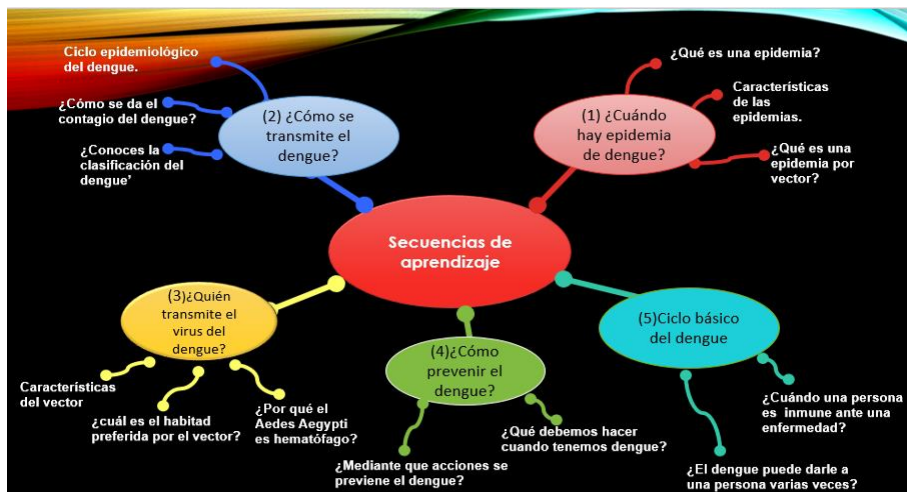 Ciclo epidemiológico
del dengue.
¿Cómo se da el
contagio del dengue?
¿Conoces la
clasificación del
dengue’
(2) ¿Cómo se
transmite el
dengue?
(1) ¿Cuándo
hay epidemia
de dengue?
¿Qué es una epidemia?
Características
de las
epidemias.
¿Qué es una
epidemia por
vector?
Secuencias de
aprendizaje
(3)¿Quién
transmite el
virus del
dengue?
Características
del vector
¿cuál es el habitad
preferida por el vector?
¿Por qué el
Aedes Aegypti
es hematófago?
(4)¿Cómo
prevenir el
dengue?
¿Mediante que acciones se
previene el dengue?
¿Qué debemos hacer
cuando tenemos dengue?
(5)Ciclo básico
del dengue
¿Cuándo una persona
es inmune ante una
enfermedad?
¿El dengue puede darle a
una persona varias veces?